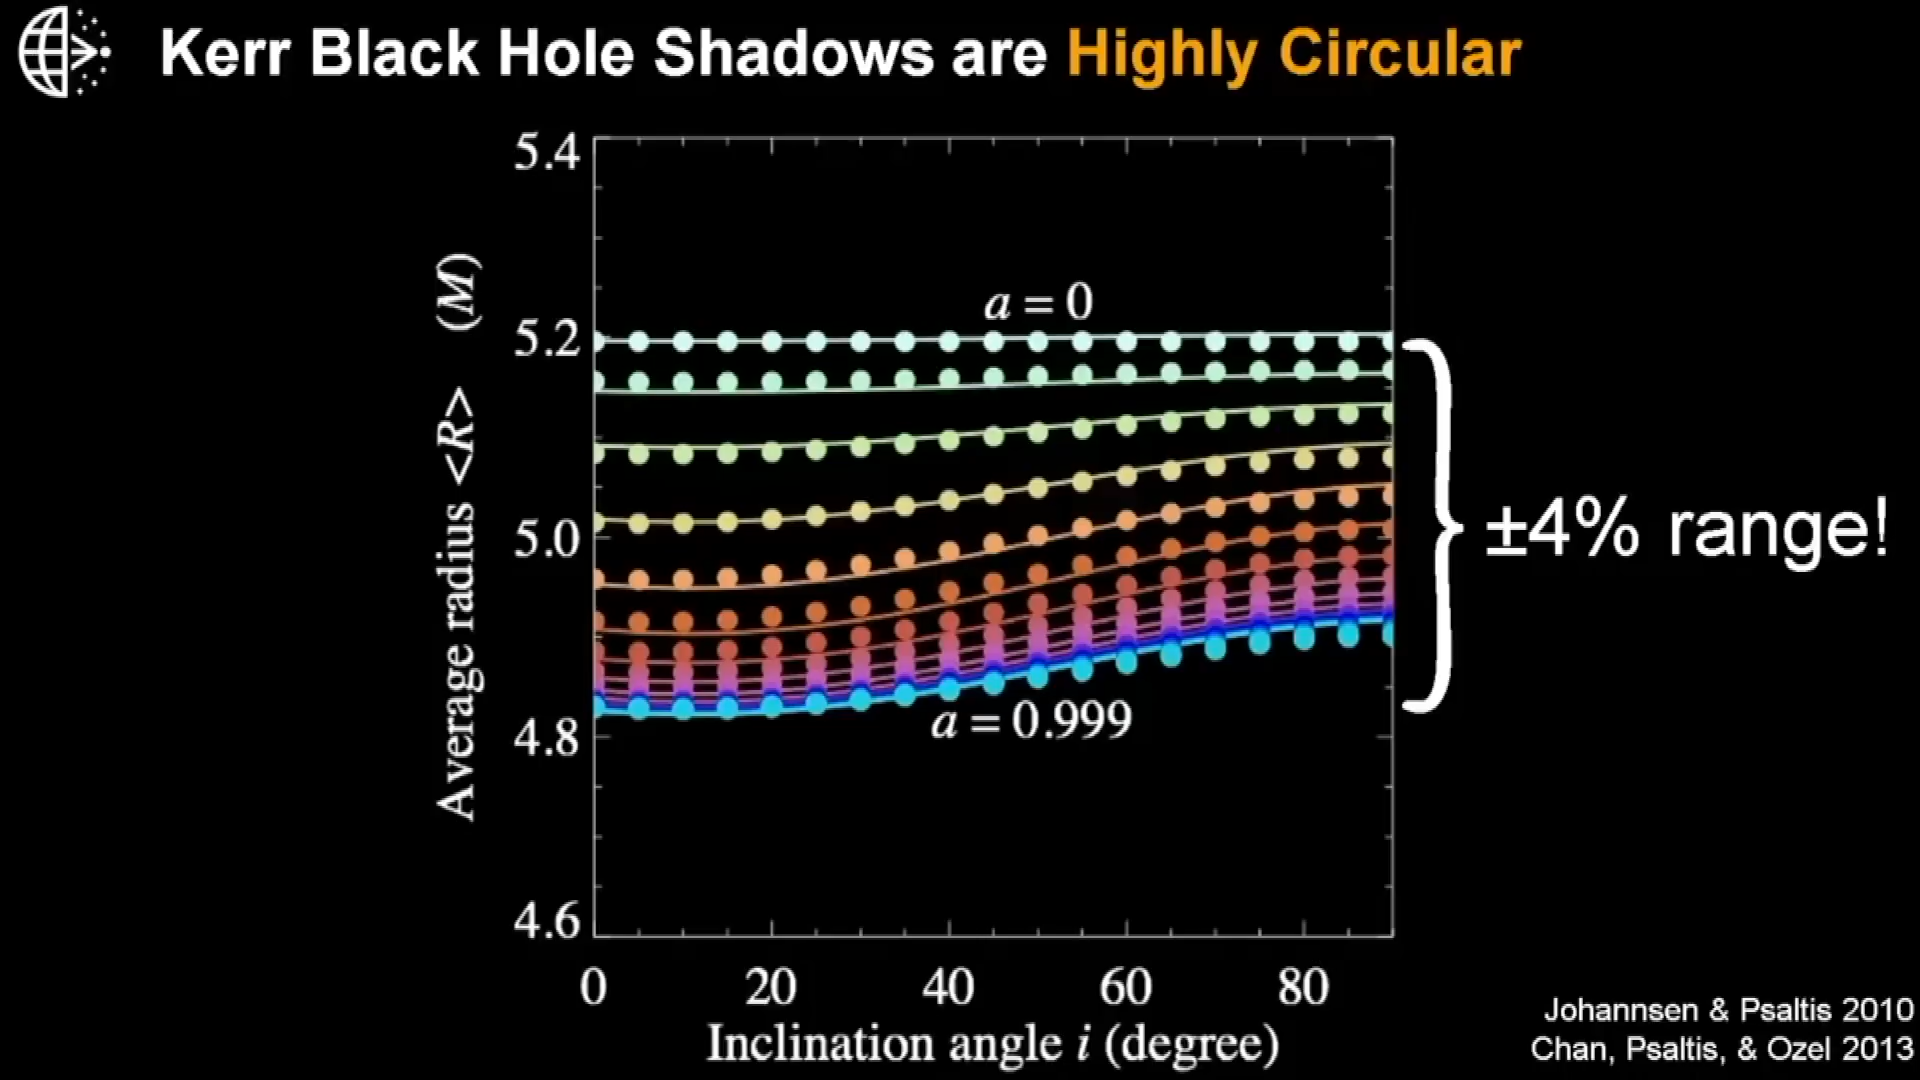 Kerr Black Hole Shadows are Highly Circular
5.4
5.2
5.0
4.8
4.6
Average radius <R> (M)
a = 0
a = 0.999
±4% range!
0 20 40 60 80
Inclination angle i (degree)
Johannsen & Psaltis 2010
Chan, Psaltis, & Ozel 2013